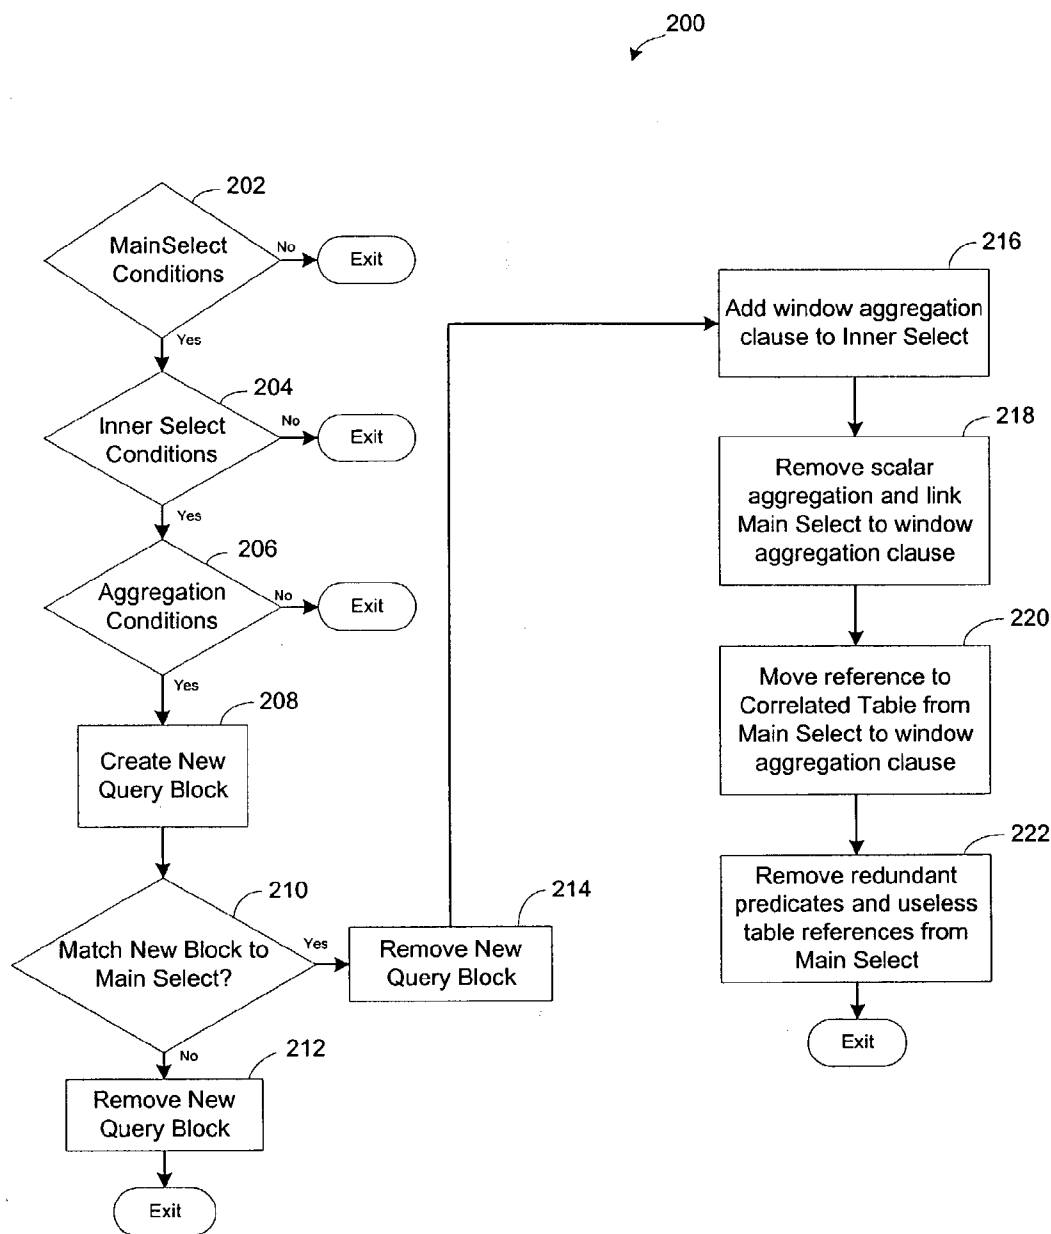 200
202
MainSelect
Conditions
No
Exit
Yes
204
Inner Select
Conditions
No
Exit
Yes
206
Aggregation
Conditions
No
Exit
Yes
208
Create New
Query Block
210
Match New Block to
Main Select?
Yes
214
Remove New
Query Block
No
212
Remove New
Query Block
Exit
216
Add window aggregation
clause to Inner Select
218
Remove scalar
aggregation and link
Main Select to window
aggregation clause
220
Move reference to
Correlated Table from
Main Select to window
aggregation clause
222
Remove redundant
predicates and useless
table references from
Main Select
Exit